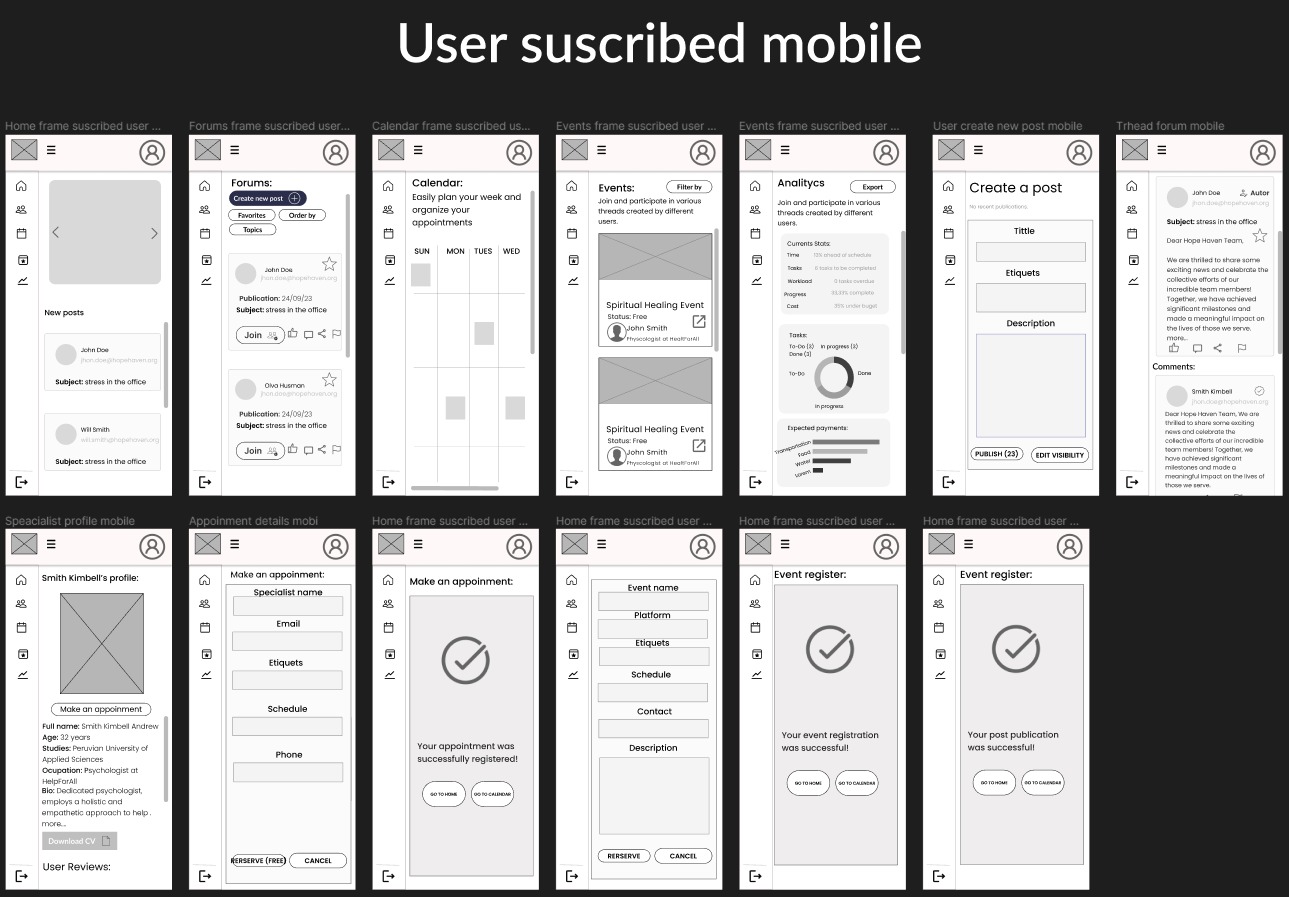 User suscribed mobile
Home frame suscribed user ...
Forums frame suscribed user...
Calendar frame suscribed us...
Events frame suscribed user ...
Events frame suscribed user ...
User create new post mobile
Trhead forum mobile
New posts
John Doe
jhon.doe@hopehaven.org
Subject: stress in the office
Will Smith
will.smith@hopehaven.org
Subject: stress in the office
Forums:
Create new post
Favorites
Order by
Topics
John Doe
jhon.doe@hopehaven.org
Publication: 24/09/23
Subject: stress in the office
Join
Olva Husman
jhon.doe@hopehaven.org
Publication: 24/09/23
Subject: stress in the office
Join
Calendar:
Easily plan your week and
organize your
appointments
SUN MON TUES WED
Events:
Filter by
Join and participate in various
threads created by different
users.
Spiritual Healing Event
Status: Free
John Smith
Physcologist at HealtForAll
Spiritual Healing Event
Status: Free
John Smith
Physcologist at HealtForAll
Analitycs
Export
Join and participate in various
threads created by different
users.
Currents Stats:
Time 13% ahead of schedule
Tasks 8 tasks to be completed
Workload 0 tasks overdue
Progress 93,33% complete
Cost 35% under buget
Tasks:
To-Do (3) In progress (3)
Done (3)
To-Do
Done
In progress
Expected payments:
Transportation
Food
Water
Lorem
Create a post
No recent publications.
Tittle
Etiquets
Description
PUBLISH (23)
EDIT VISIBILITY
John Doe
Autor
jhon.doe@hopehaven.org
Subject: stress in the office
Dear Hope Haven Team,
We are thrilled to share some
exciting news and celebrate the
collective efforts of our
incredible team members!
Together, we have achieved
significant milestones and
made a meaningful impact on
the lives of those we serve.
more...
Comments:
Smith Kimbell
jhon.doe@hopehaven.org
Dear Hope Haven Team, We are
thrilled to share some exciting
news and celebrate the
collective efforts of our incredible
team members! Together, we
have achieved significant
milestones and made a
meaningful impact on the lives of
those we serve.
Speacialist profile mobile
Appoinment details mobi
Home frame suscribed user ...
Home frame suscribed user ...
Home frame suscribed user ...
Home frame suscribed user ...
Smith Kimbell's profile:
Make an appoinment
Full name: Smith Kimbell Andrew
Age: 32 years
Studies: Peruvian University of
Applied Sciences
Ocupation: Psychologist at
HelpForAll
Bio: Dedicated psychologist,
employs a holistic and
empathetic approach to help .
more...
Download CV
User Reviews:
Make an appoinment:
Specialist name
Email
Etiquets
Schedule
Phone
RERSERVE (FREE)
CANCEL
Make an appoinment:
Your appointment was
successfully registered!
GO TO HOME
GO TO CALENDAR
Event name
Platform
Etiquets
Schedule
Contact
Description
RERSERVE
CANCEL
Event register:
Your event registration
was successful!
GO TO HOME
GO TO CALENDAR
Event register:
Your post publication
was successful!
GO TO HOME
GO TO CALENDAR